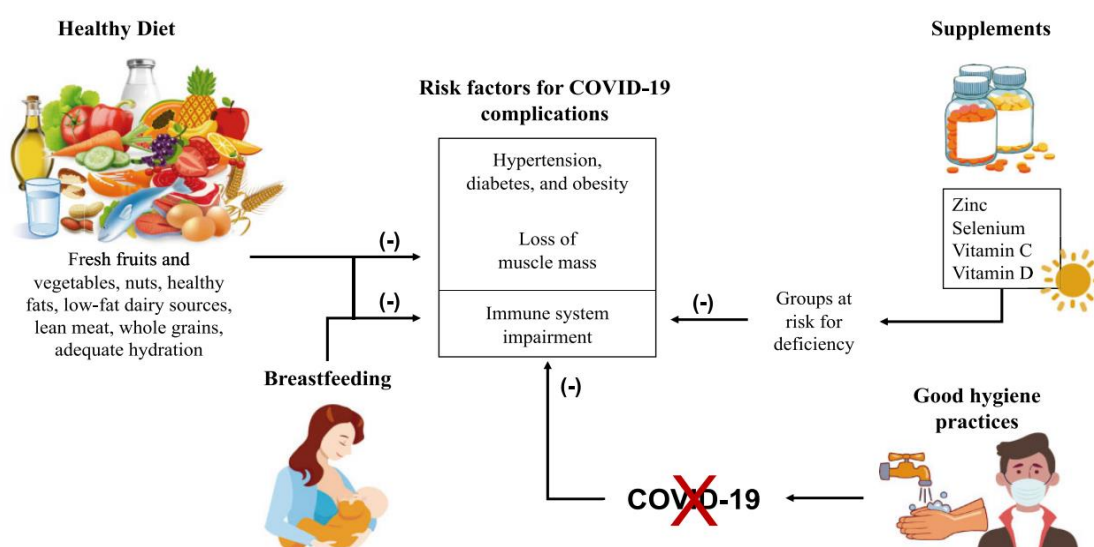 Healthy Diet
Supplements
Risk factors for COVID-19
complications
Hypertension,
diabetes, and obesity
Loss of
muscle mass
Immune system
impairment
(-)
(-)
(-)
(-)
Fresh fruits and
vegetables, nuts, healthy
fats, low-fat dairy sources,
lean meat, whole grains,
adequate hydration
Zinc
Selenium
Vitamin C
Vitamin D
Groups at
risk for
deficiency
Breastfeeding
Good hygiene
practices
COVID-19